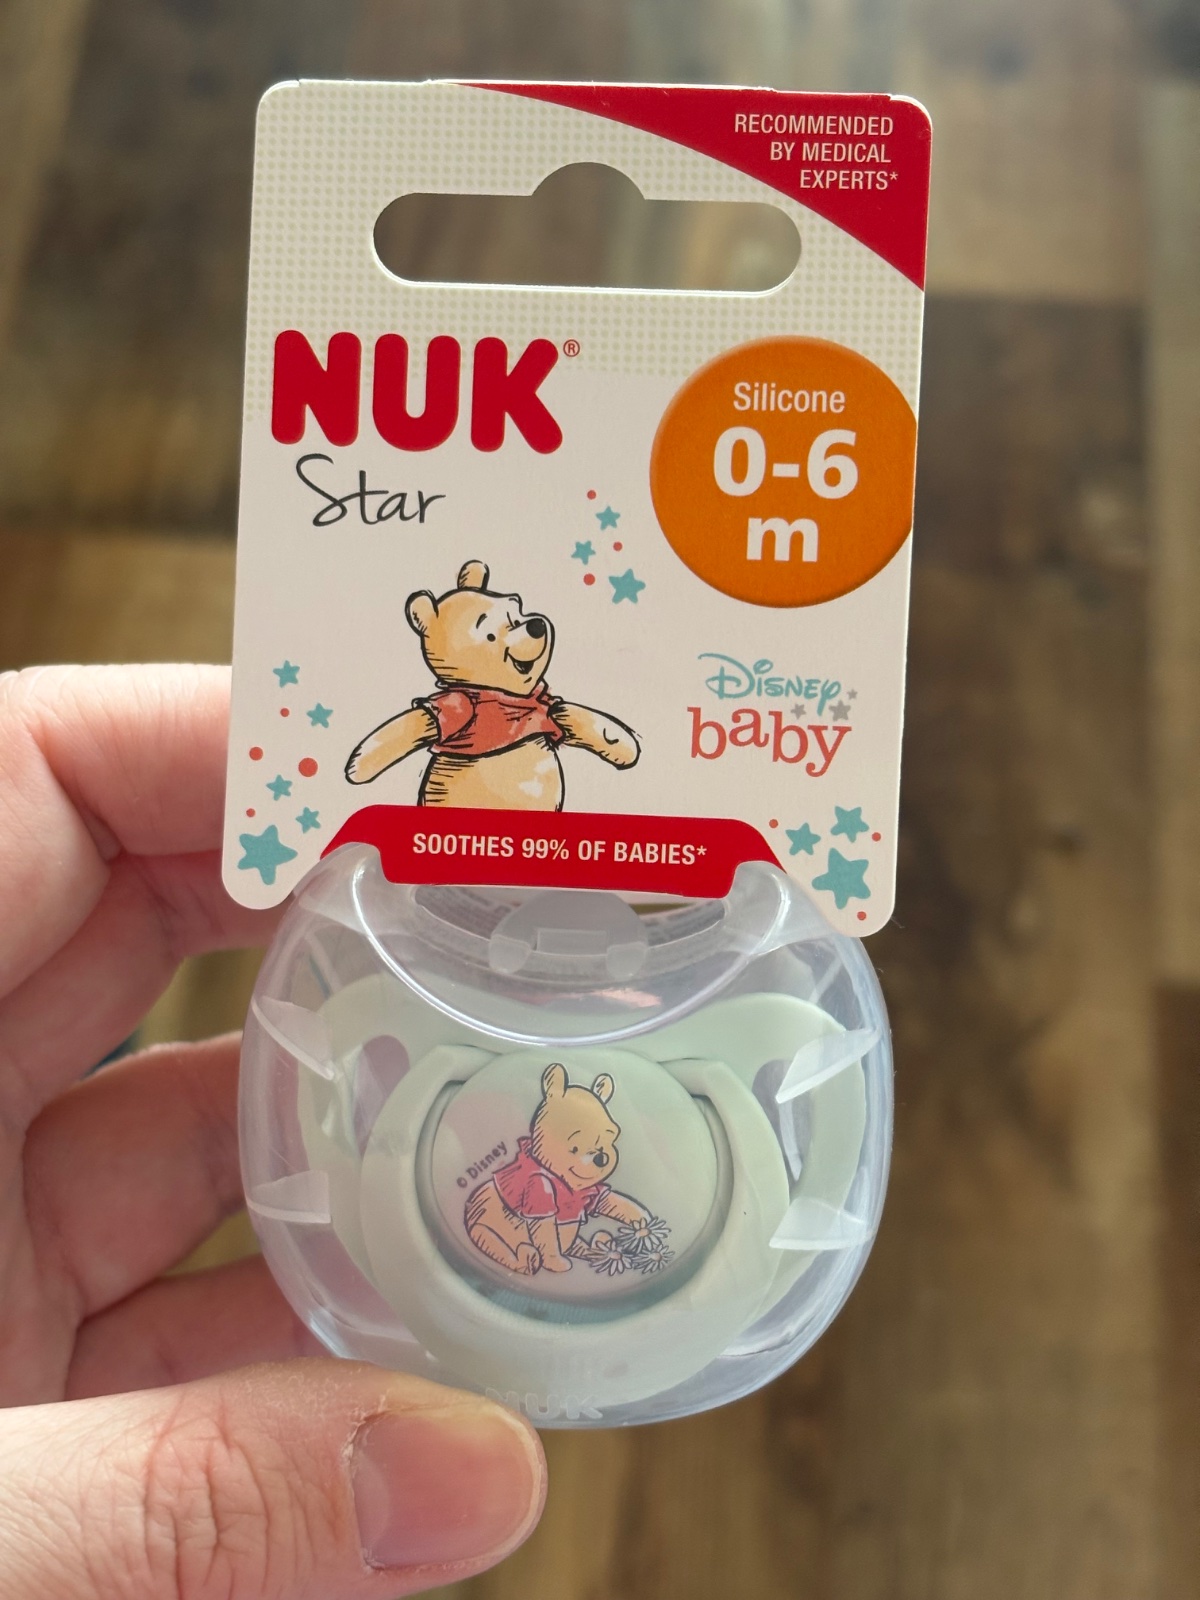 RECOMMENDED
BY MEDICAL
EXPERTS*
NUK®
Star
Silicone
0-6
m
Disney
baby
SOOTHES 99% OF BABIES*
© Disney
NUK